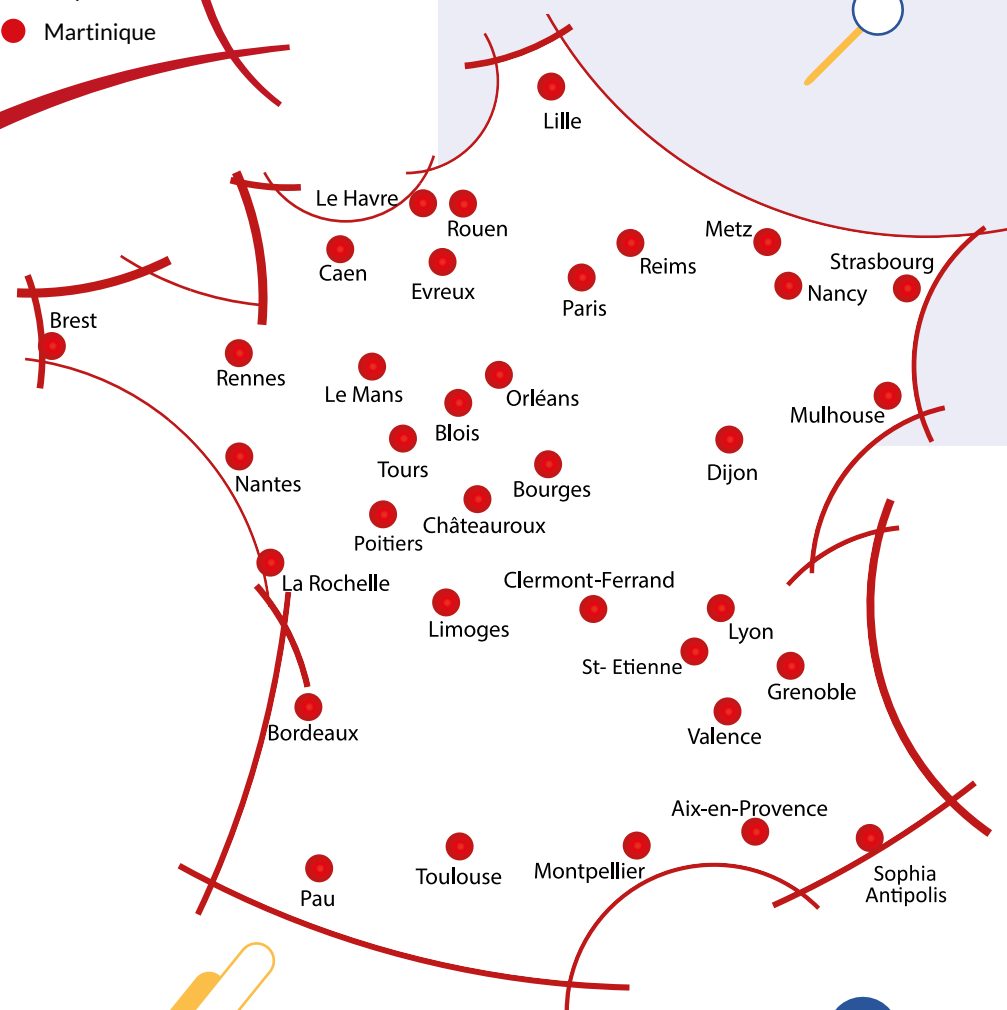 Martinique
Lille
Le Havre
Rouen
Metz
Caen
Reims
Strasbourg
Evreux
Nancy
Paris
Brest
Rennes
Le Mans
Orléans
Mulhouse
Blois
Tours
Dijon
Nantes
Bourges
Châteauroux
Poitiers
Clermont-Ferrand
La Rochelle
Limoges
Lyon
St- Etienne
Grenoble
Bordeaux
Valence
Aix-en-Provence
Montpellier
Toulouse
Sophia
Antipolis
Pau